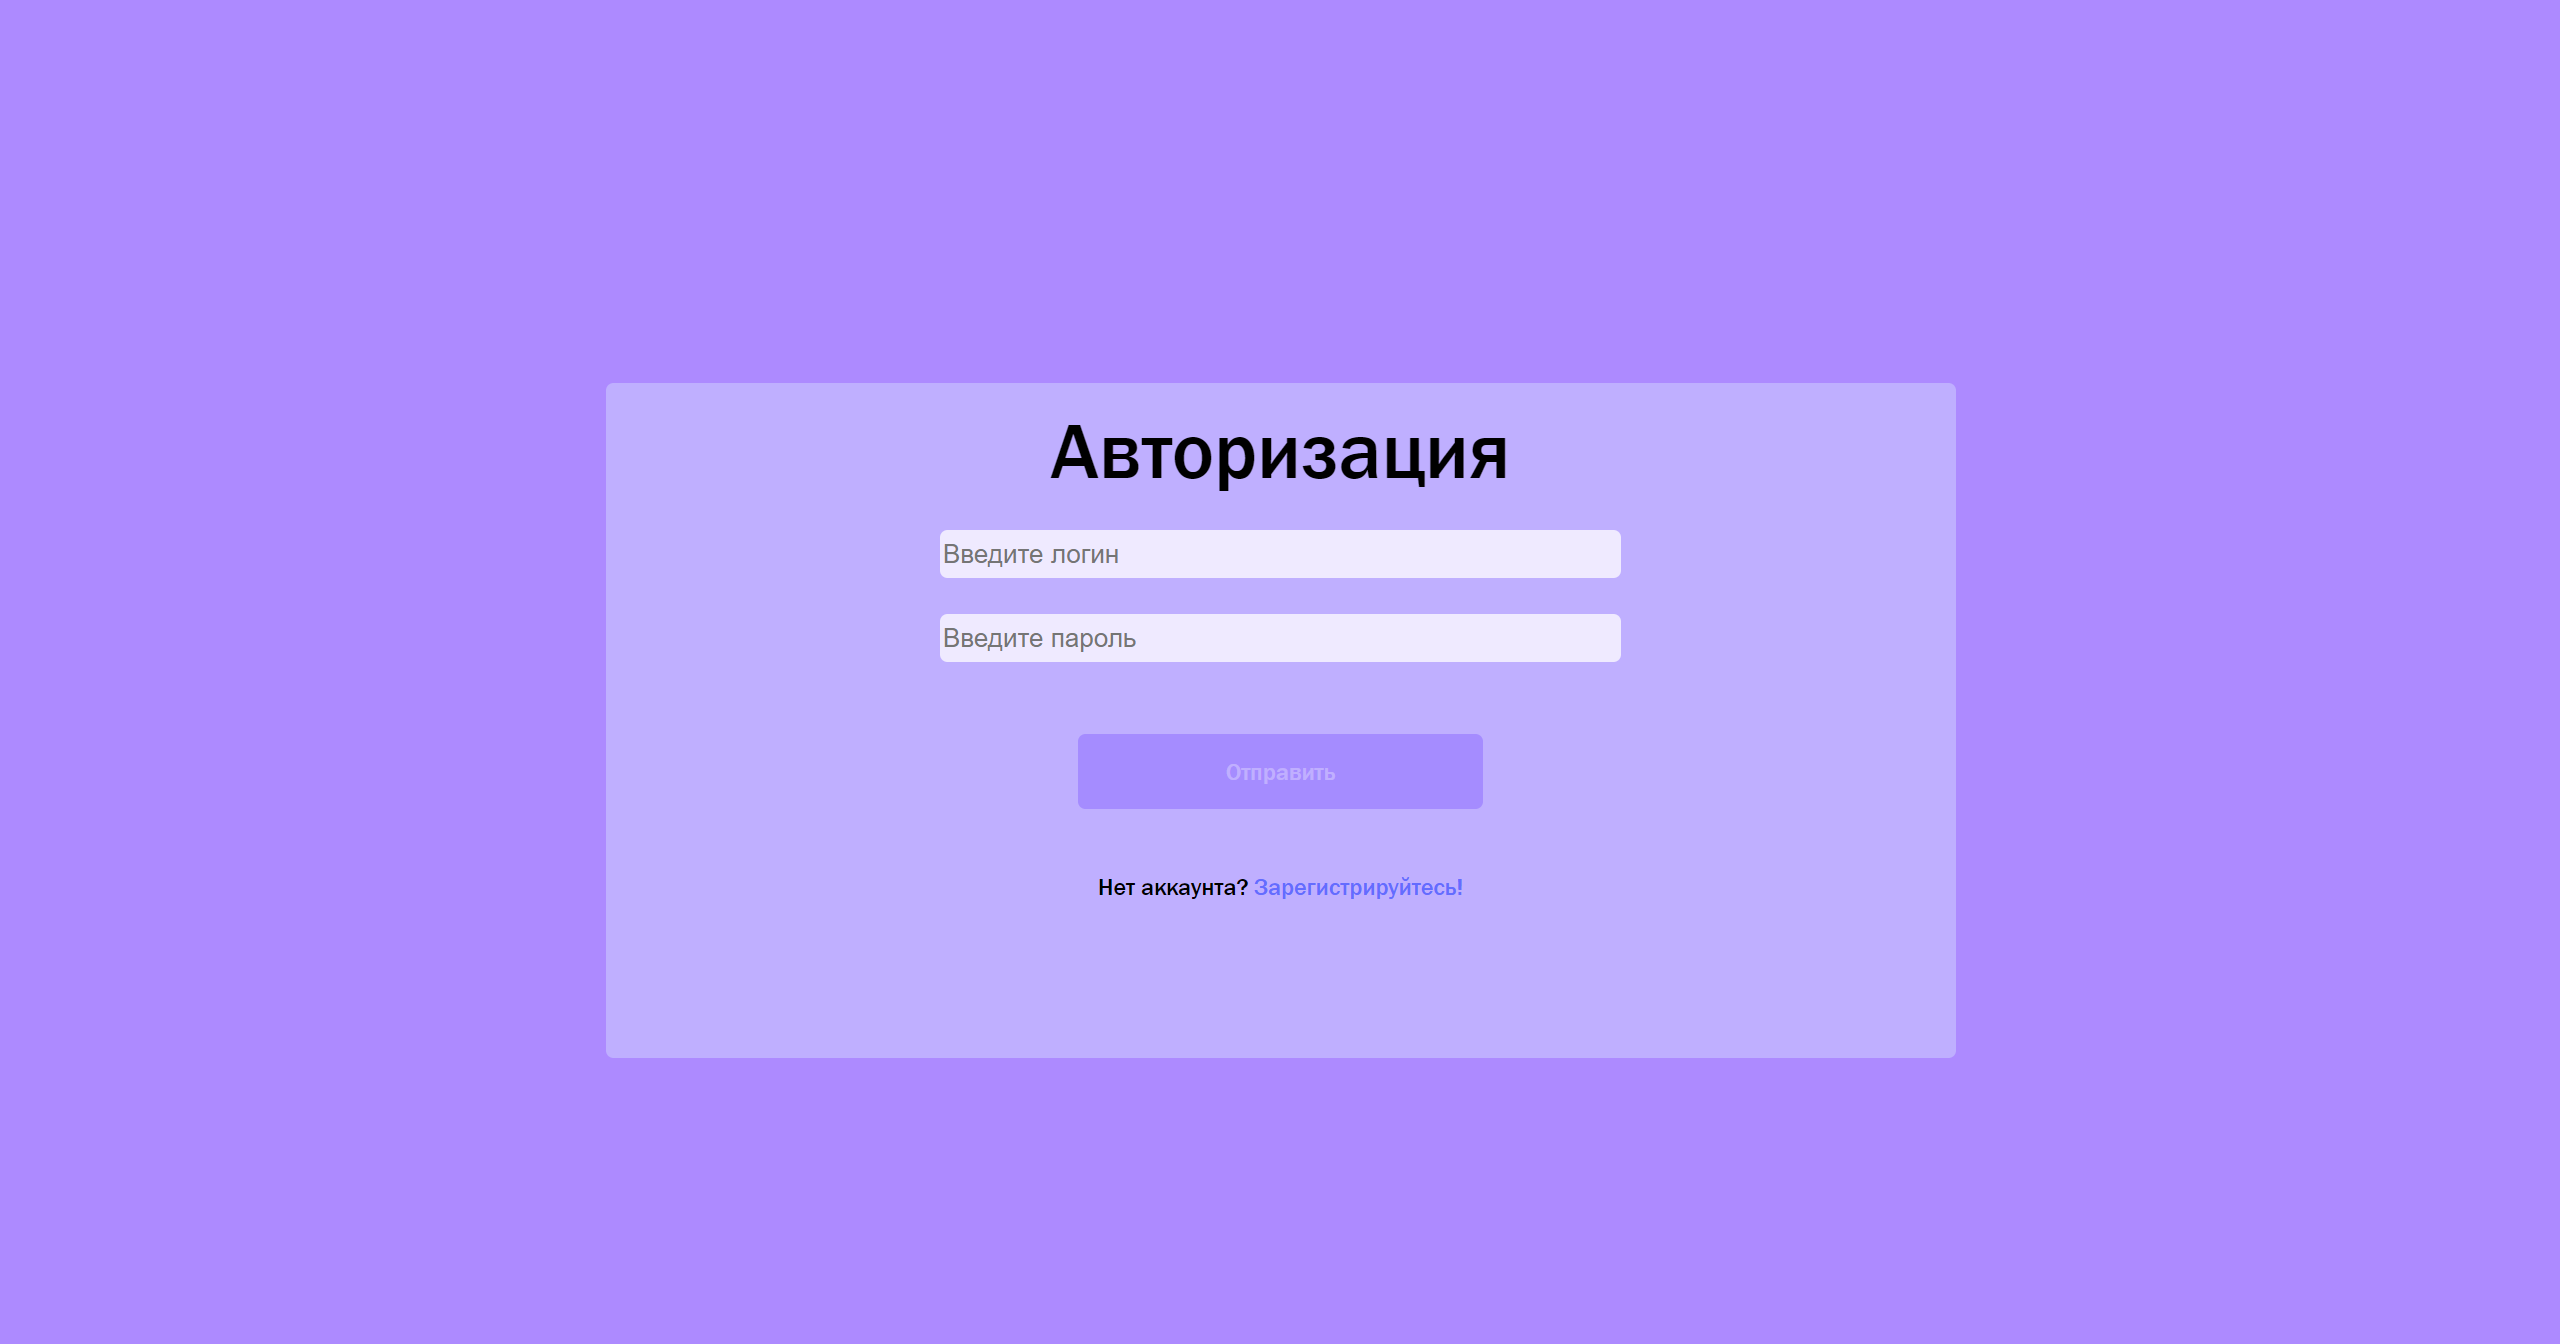 Авторизация
Введите логин
Введите пароль
Отправить
Нет аккаунта? Зарегистрируйтесь!